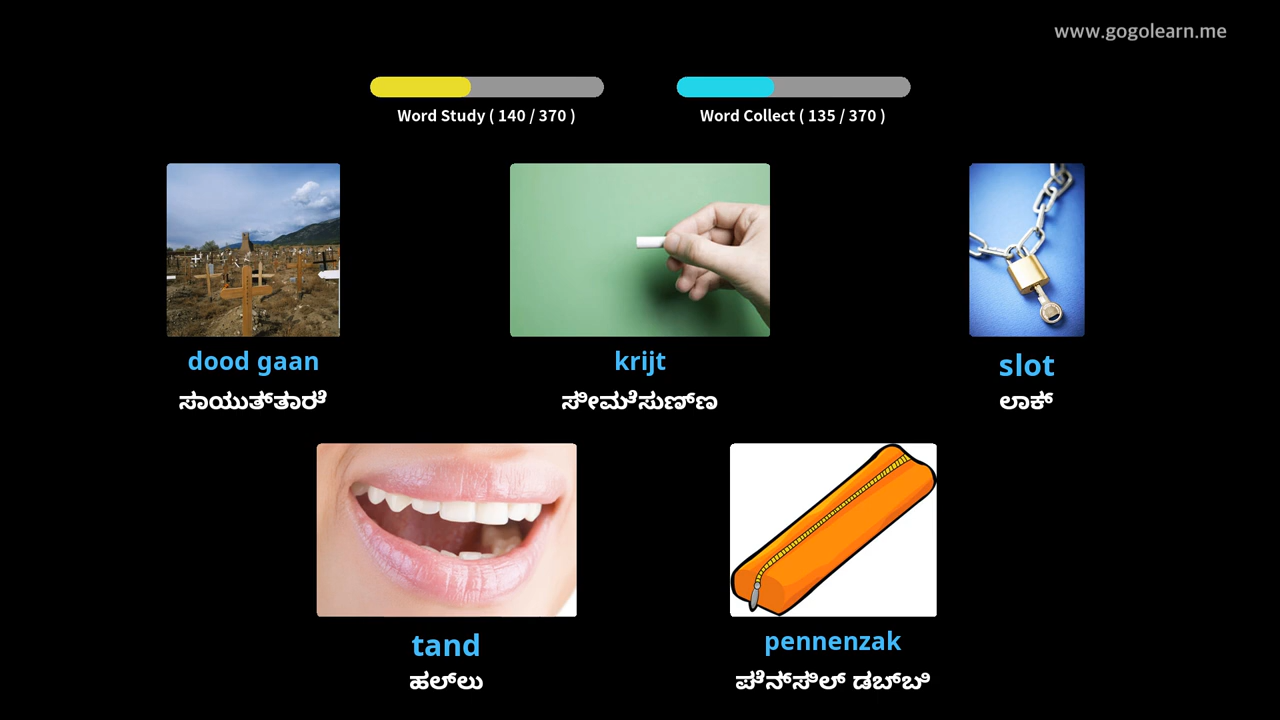 www.gogolearn.me
Word Study ( 140 / 370 )
Word Collect ( 135 / 370 )
dood gaan
ಸಾಯುತ್ತಾರೆ
krijt
ಸೀಮೆಸುಣ್ಣ
slot
ಲಾಕ್
tand
ಹಲ್ಲು
pennenzak
ಪೆನ್ಸಿಲ್ ಡಬ್ಬಿ